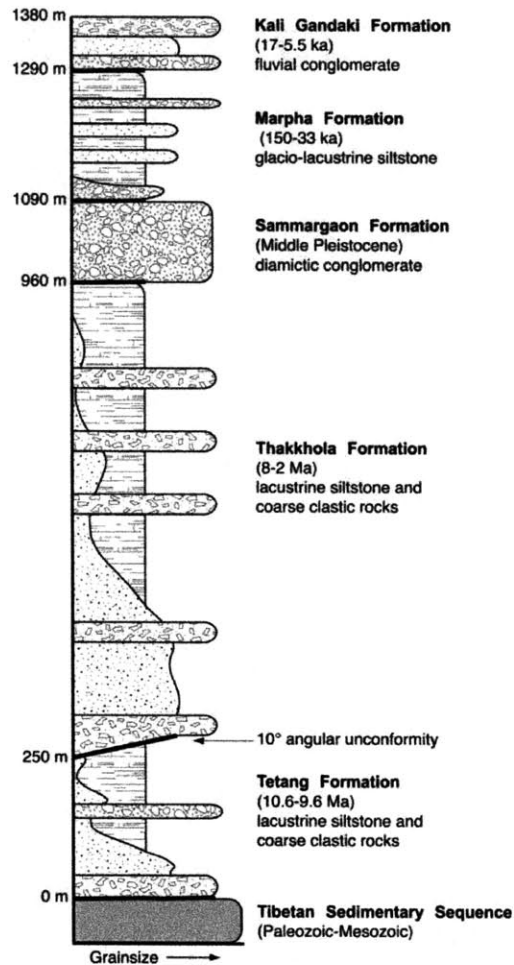 1380 m
Kali Gandaki Formation
(17-5.5 ka)
fluvial conglomerate
1290 m
Marpha Formation
(150-33 ka)
glacio-lacustrine siltstone
1090 m
Sammargaon Formation
(Middle Pleistocene)
diamictic conglomerate
960 m
Thakkhola Formation
(8-2 Ma)
lacustrine siltstone and
coarse clastic rocks
10° angular unconformity
250 m
Tetang Formation
(10.6-9.6 Ma)
lacustrine siltstone and
coarse clastic rocks
0 m
Tibetan Sedimentary Sequence
(Paleozoic-Mesozoic)
Grainsize